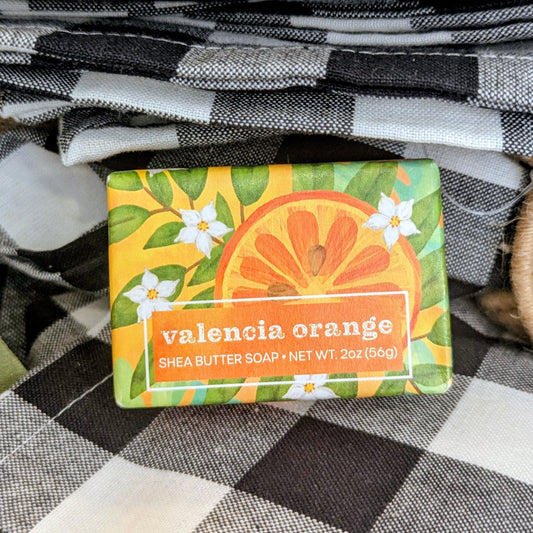 valencia orange
SHEA BUTTER SOAP • NET WT. 2oz (56g)